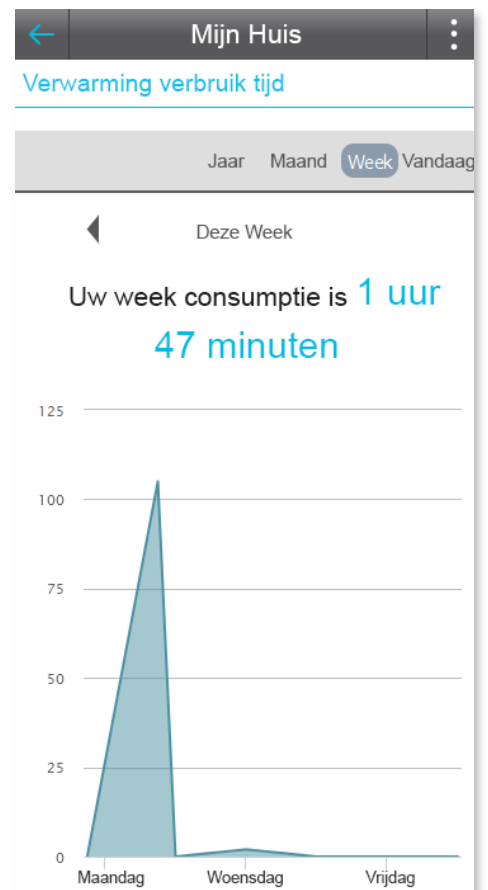 Mijn Huis
Verwarming verbruik tijd
Jaar Maand Week Vandaag
Deze Week
Uw week consumptie is 1 uur
47 minuten
125
100
75
50
25
0
Maandag Woensdag Vrijdag